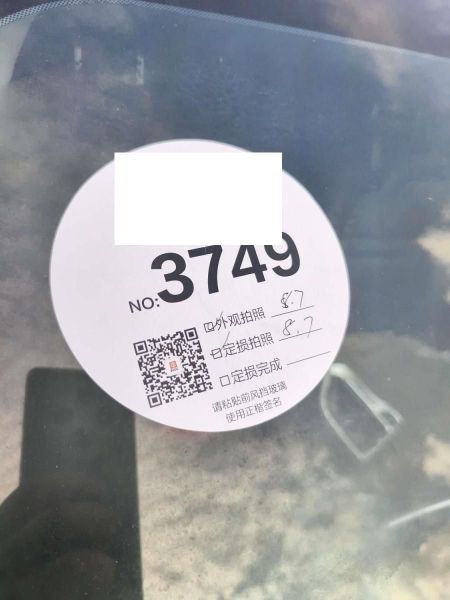 NO:3749
外观拍照 8.7
定损拍照 8.7
定损完成
请粘贴前风挡玻璃
使用正楷签名